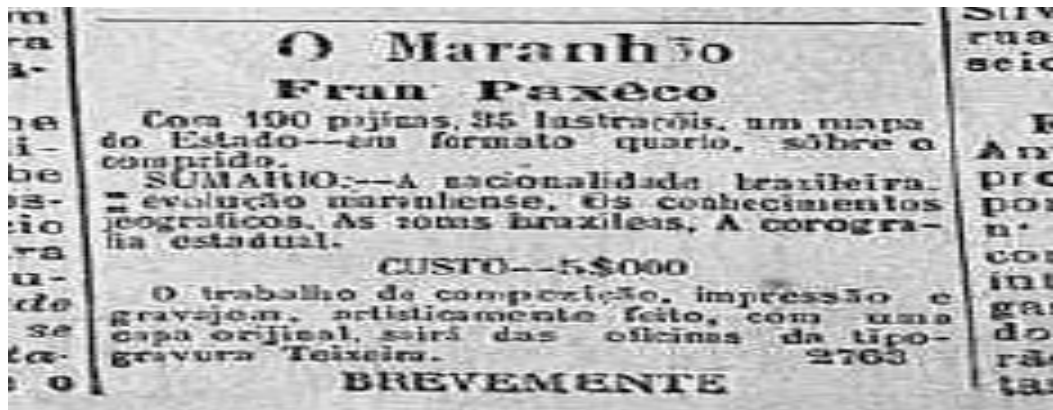 O Maranhão
Fran Paxêco
Com 190 pajinas, 35 lustracõis, um mapa
do Estado--em formato quarto, sôbre o
comprido.
SUMARIO:--A nacionalidade brazileira.
evolução maranhense. Os conhecimentos
jeograficos. As zonas brazileas. A corogra-
fia estadual.
CUSTO--5$000
O trabalho de compozição, impressão e
gravajem, artisticamente feito, com uma
capa orijinal, sairá das oficinas da tipo-
gravura Teixeira. 2763
BREVEMENTE